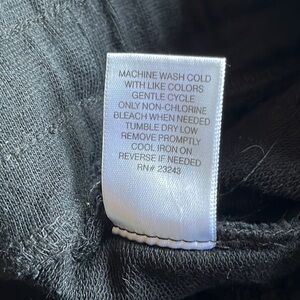 MACHINE WASH COLD
WITH LIKE COLORS
GENTLE CYCLE
ONLY NON-CHLORINE
BLEACH WHEN NEEDED
TUMBLE DRY LOW
REMOVE PROMPTLY
COOL IRON ON
REVERSE IF NEEDED
RN# 23243